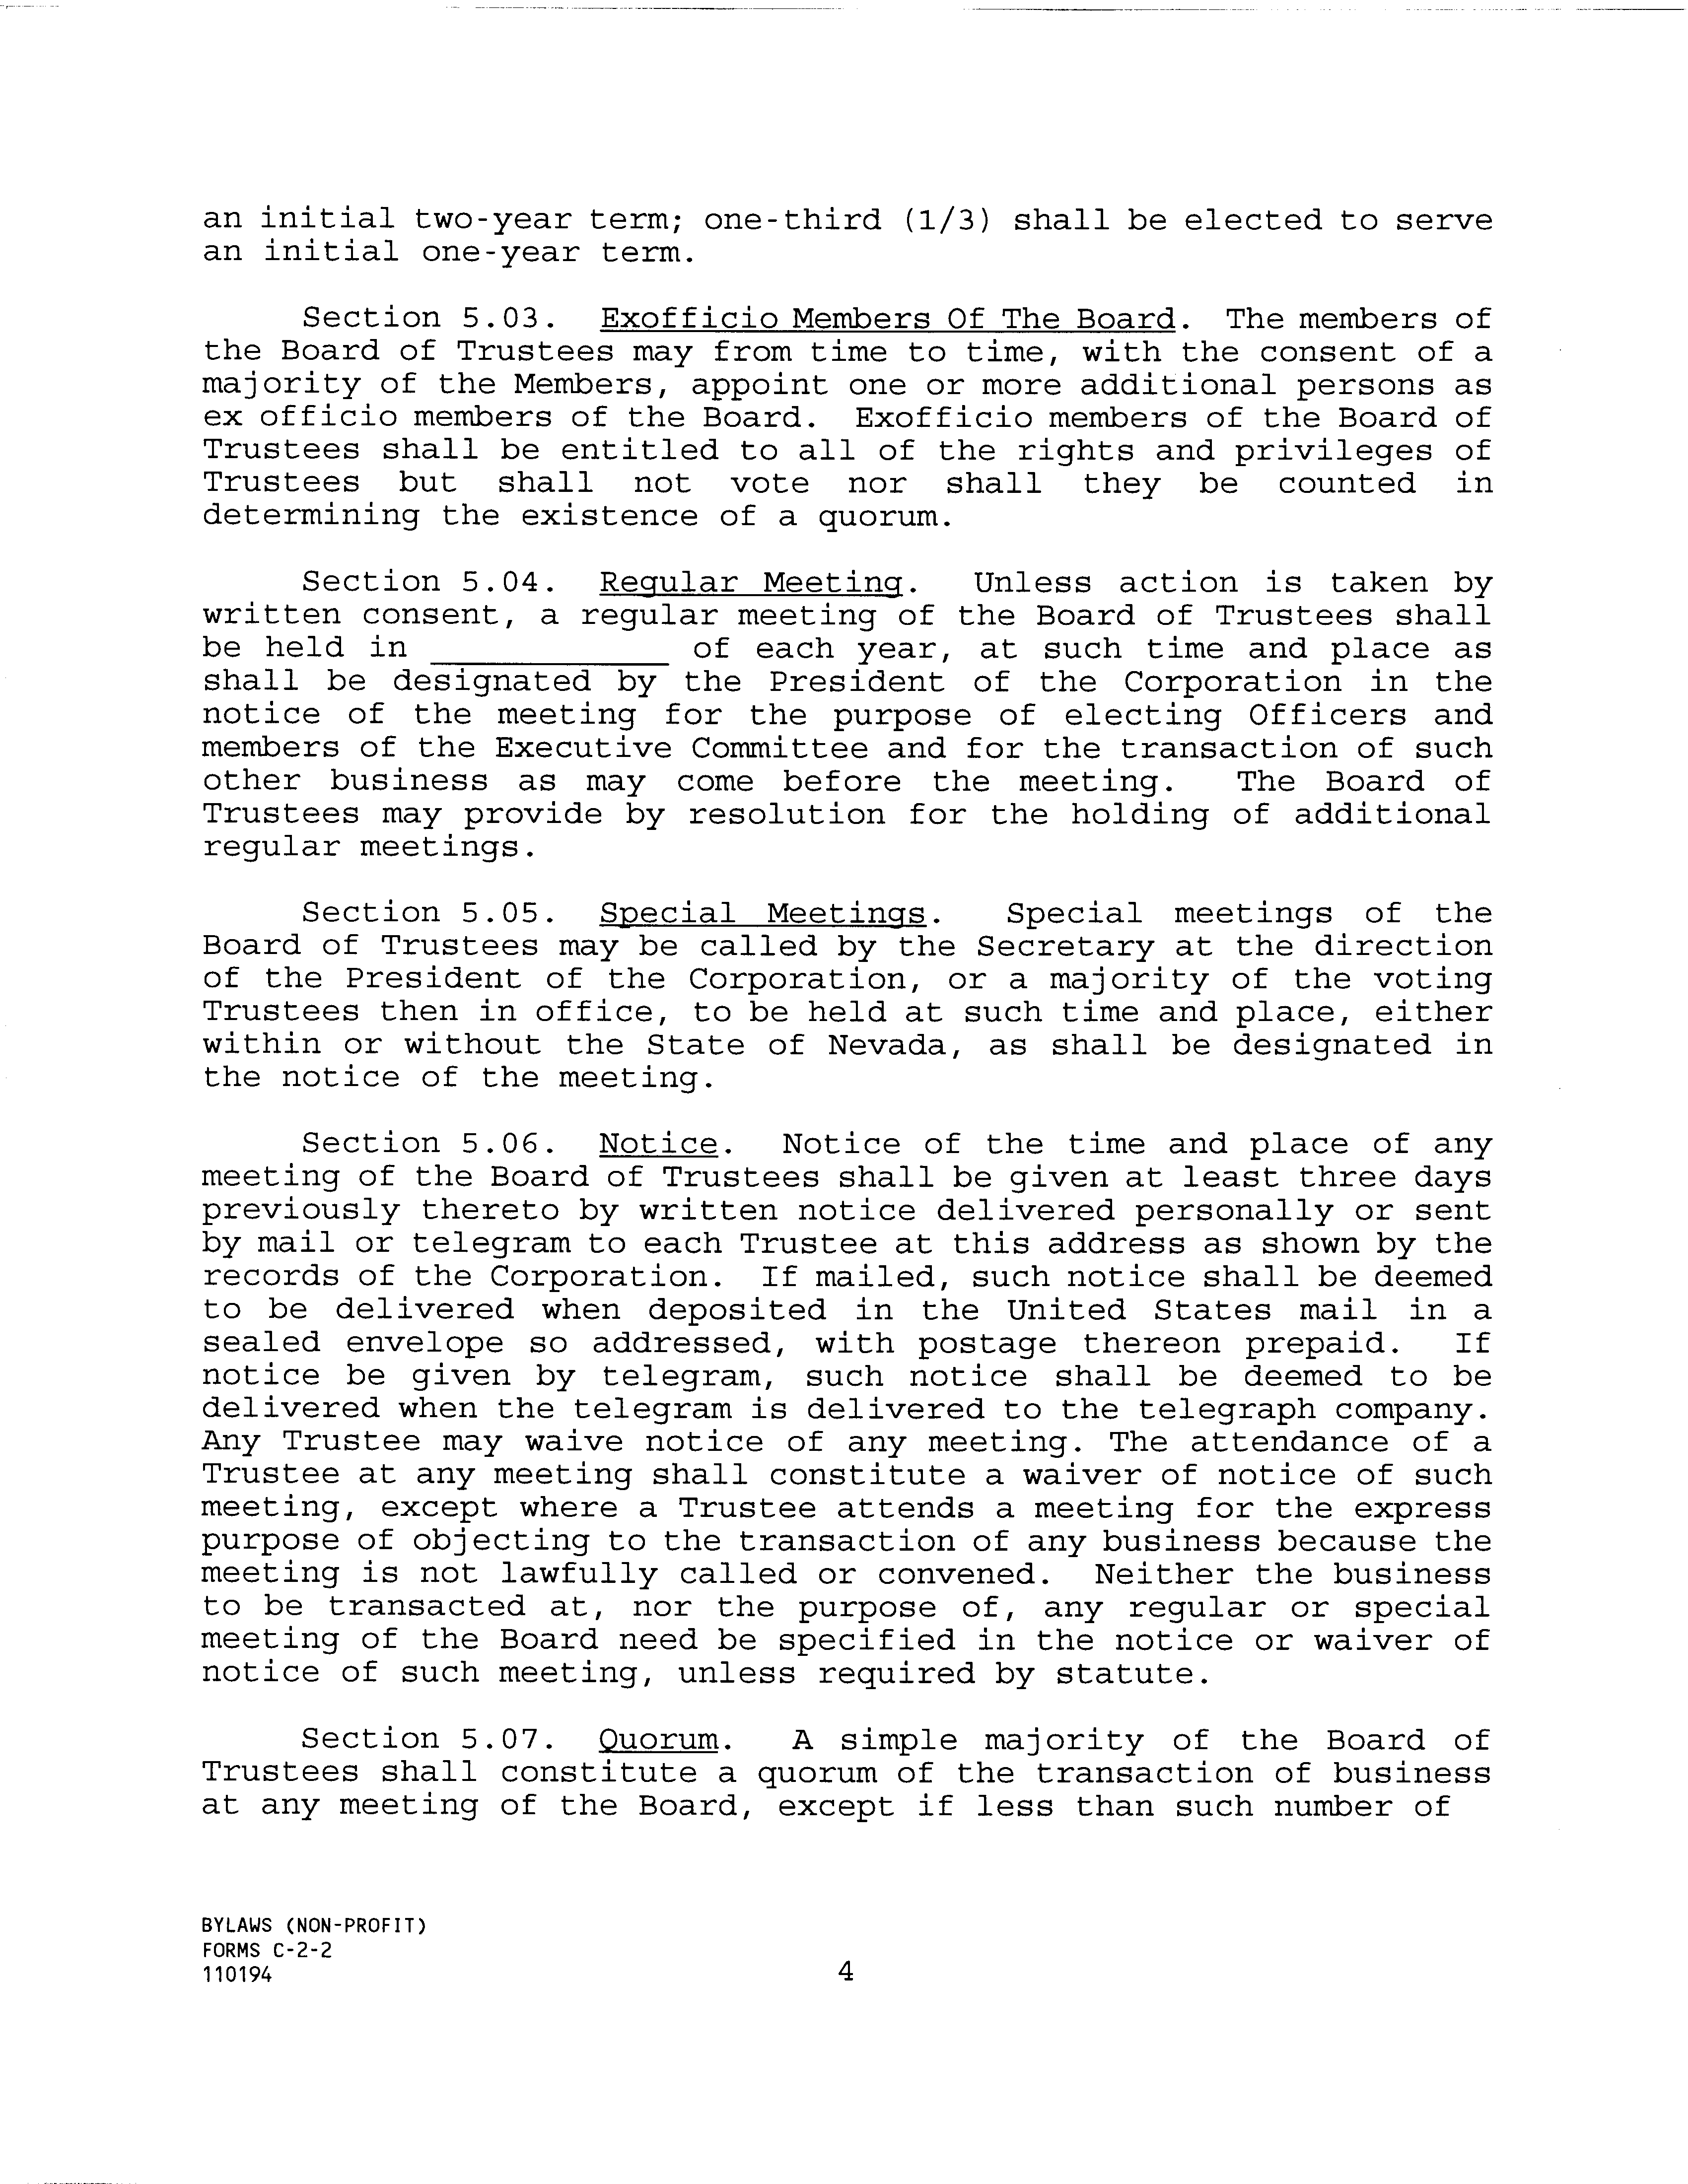 an initial two-year term; one-third (1/3) shall be elected to serve
an initial one-year term.
Section 5.03. Exofficio Members Of The Board. The members of
the Board of Trustees may from time to time, with the consent of a
majority of the Members, appoint one or more additional persons as
ex officio members of the Board. Exofficio members of the Board of
Trustees shall be entitled to all of the rights and privileges of
Trustees but shall not vote nor shall they be counted in
determining the existence of a quorum.
Section 5.04. Regular Meeting. Unless action is taken by
written consent, a regular meeting of the Board of Trustees shall
be held in ____________ of each year, at such time and place as
shall be designated by the President of the Corporation in the
notice of the meeting for the purpose of electing Officers and
members of the Executive Committee and for the transaction of such
other business as may come before the meeting. The Board of
Trustees may provide by resolution for the holding of additional
regular meetings.
Section 5.05. Special Meetings. Special meetings of the
Board of Trustees may be called by the Secretary at the direction
of the President of the Corporation, or a majority of the voting
Trustees then in office, to be held at such time and place, either
within or without the State of Nevada, as shall be designated in
the notice of the meeting.
Section 5.06. Notice. Notice of the time and place of any
meeting of the Board of Trustees shall be given at least three days
previously thereto by written notice delivered personally or sent
by mail or telegram to each Trustee at this address as shown by the
records of the Corporation. If mailed, such notice shall be deemed
to be delivered when deposited in the United States mail in a
sealed envelope so addressed, with postage thereon prepaid. If
notice be given by telegram, such notice shall be deemed to be
delivered when the telegram is delivered to the telegraph company.
Any Trustee may waive notice of any meeting. The attendance of a
Trustee at any meeting shall constitute a waiver of notice of such
meeting, except where a Trustee attends a meeting for the express
purpose of objecting to the transaction of any business because the
meeting is not lawfully called or convened. Neither the business
to be transacted at, nor the purpose of, any regular or special
meeting of the Board need be specified in the notice or waiver of
notice of such meeting, unless required by statute.
Section 5.07. Quorum. A simple majority of the Board of
Trustees shall constitute a quorum of the transaction of business
at any meeting of the Board, except if less than such number of
BYLAWS (NON-PROFIT)
FORMS C-2-2
110194
4